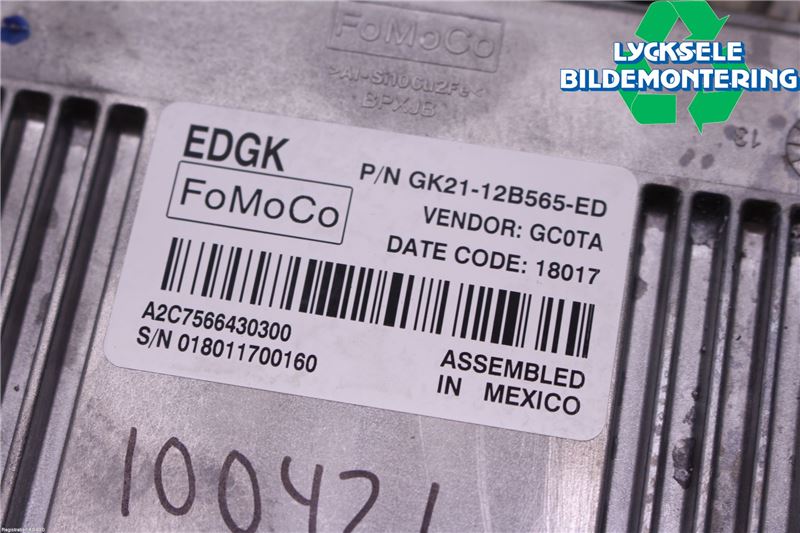 FoMoCo
BPXJB
LYCKSELE
BILDEMONTERING
13
EDGK
FoMoCo
P/N GK21-12B565-ED
VENDOR: GC0TA
DATE CODE: 18017
A2C7566430300
S/N 018011700160
ASSEMBLED
IN MEXICO
100421